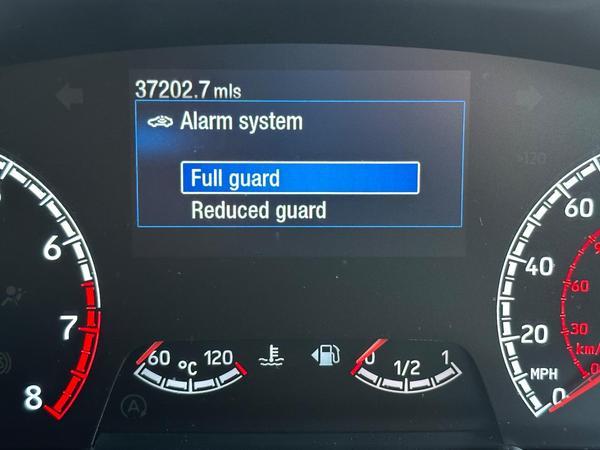 37202.7 mls
Alarm system
Full guard
Reduced guard
>120
6
7
8
60
40
20
MPH
0
60
30
km/
0
60 120
°C
0 1/2 1
A